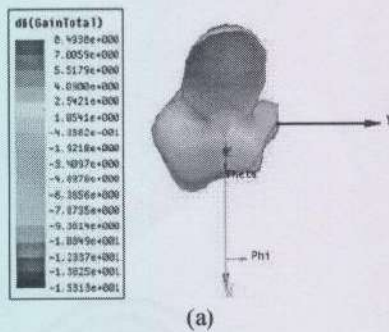 dB(GainTotal)
8.4938e+000
7.0059e+000
5.5179e+000
4.0300e+000
2.5421e+000
1.0541e+000
-4.3382e-001
-1.9218e+000
-3.4097e+000
-4.8976e+000
-6.3856e+000
-7.8735e+000
-9.3614e+000
-1.0849e+001
-1.2337e+001
-1.3825e+001
-1.5313e+001
Y
Theta
Phi
(a)